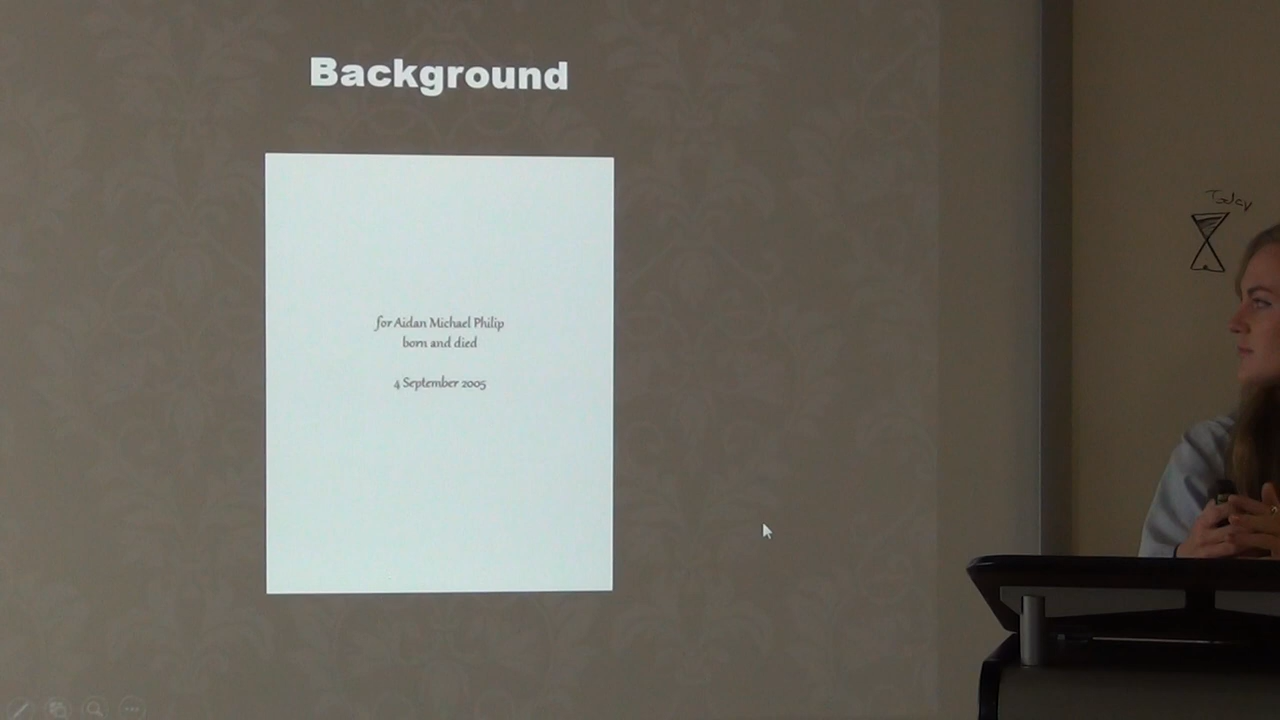 Background
for Aidan Michael Philip
born and died
4 September 2005
Today